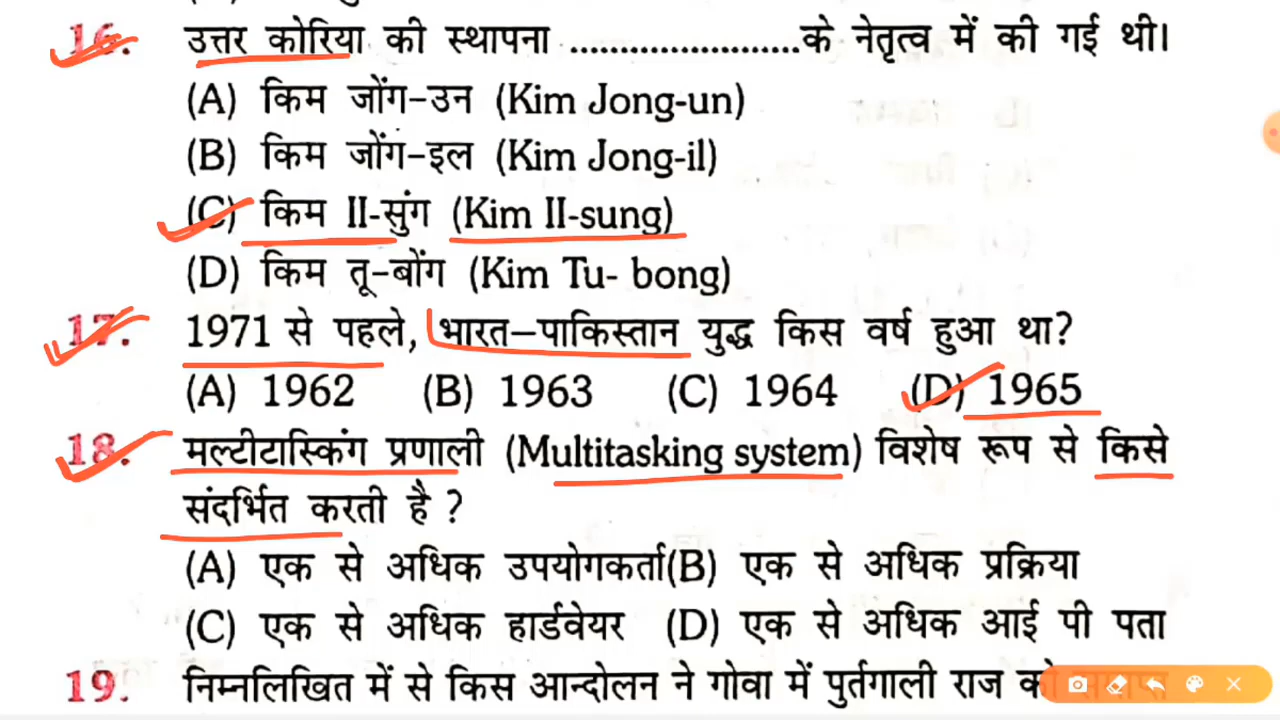 16. उत्तर कोरिया की स्थापना .......................के नेतृत्व में की गई थी।
(A) किम जोंग-उन (Kim Jong-un)
(B) किम जोंग-इल (Kim Jong-il)
(C) किम II-सुंग (Kim II-sung)
(D) किम तू-बोंग (Kim Tu- bong)
17. 1971 से पहले, भारत-पाकिस्तान युद्ध किस वर्ष हुआ था?
(A) 1962 (B) 1963 (C) 1964 (D) 1965
18. मल्टीटास्किंग प्रणाली (Multitasking system) विशेष रूप से किसे
संदर्भित करती है ?
(A) एक से अधिक उपयोगकर्ता (B) एक से अधिक प्रक्रिया
(C) एक से अधिक हार्डवेयर (D) एक से अधिक आई पी पता
19. निम्नलिखित में से किस आन्दोलन ने गोवा में पुर्तगाली राज को